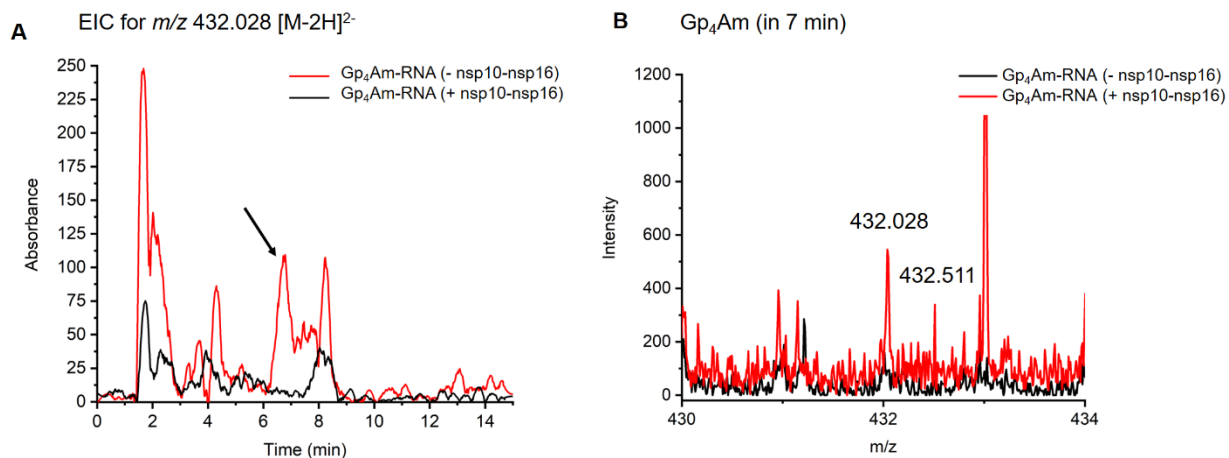 A
EIC for m/z 432.028 [M-2H]²⁻
Gp₄Am-RNA (- nsp10-nsp16)
Gp₄Am-RNA (+ nsp10-nsp16)
250
225
200
175
150
125
100
75
50
25
0
Absorbance
0 2 4 6 8 10 12 14
Time (min)
B
Gp₄Am (in 7 min)
Gp₄Am-RNA (- nsp10-nsp16)
Gp₄Am-RNA (+ nsp10-nsp16)
1200
1000
800
600
400
200
0
Intensity
432.028
432.511
430 432 434
m/z